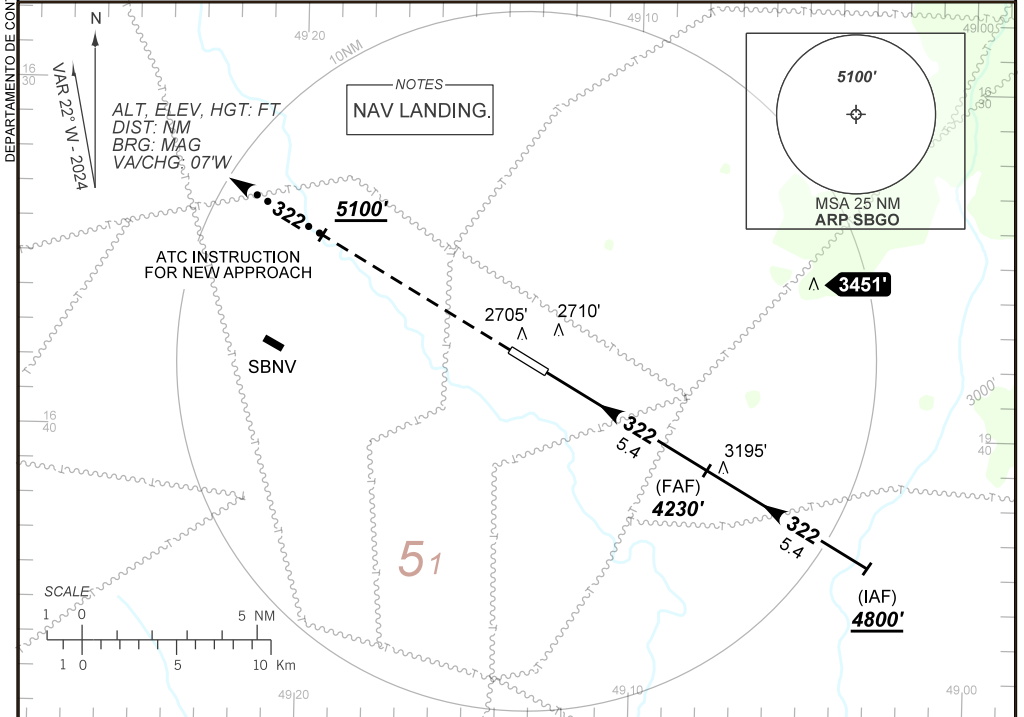 DEPARTAMENTO DE CON
N
VAR 22° W - 2024
ALT, ELEV, HGT: FT
DIST: NM
BRG: MAG
VA/CHG: 07'W
49 20
10NM
49 10
49 00
16 30
NOTES
NAV LANDING.
5100'
16 30
MSA 25 NM
ARP SBGO
322
5100'
ATC INSTRUCTION
FOR NEW APPROACH
3451'
2705'
2710'
SBNV
3000'
16 40
322
5.4
19 40
3195'
(FAF)
4230'
322
5.4
51
(IAF)
4800'
SCALE
1 0 5 NM
1 0 5 10 Km
49 20
49 10
49 00